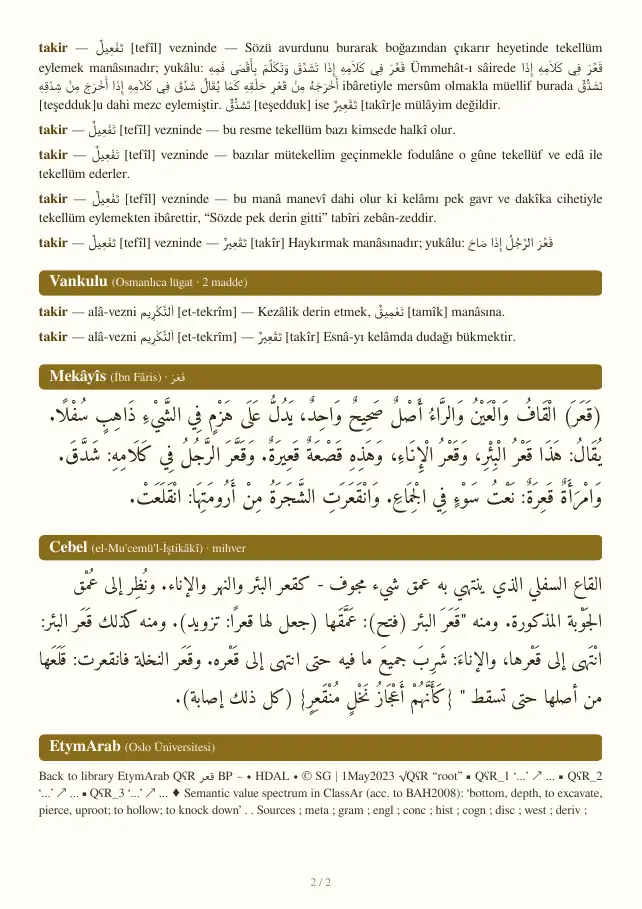 takir — تَفْعِيلٌ [tefîl] vezninde — Sözü avurdunu burarak boğazından çıkarır heyetinde tekellüm
eylemek manâsınadır; yukâlu: قَعَّرَ فِي كَلَامِهِ إِذَا تَشَدَّقَ وَتَكَلَّمَ بِأَقْصَى فَمِهِ Ümmehât-ı sâirede قَعَّرَ فِي كَلَامِهِ إِذَا
أَخْرَجَهُ مِنْ قَعْرِ حَلْقِهِ كَمَا يُقَالُ شَدَّقَ فِي كَلَامِهِ إِذَا أَخْرَجَ مِنْ شِدْقِهِ ibâretiyle mersûm olmakla müellif burada تَشَدُّقٌ
[teşedduk]u dahi mezc eylemiştir. تَشَدُّقٌ [teşedduk] ise تَقْعِيرٌ [takîr]e mülâyim değildir.
takir — تَفْعِيلٌ [tefîl] vezninde — bu resme tekellüm bazı kimsede halkî olur.
takir — تَفْعِيلٌ [tefîl] vezninde — bazılar mütekellim geçinmekle fodulâne o gûne tekellüf ve edâ ile
tekellüm ederler.
takir — تَفْعِيلٌ [tefîl] vezninde — bu manâ manevî dahi olur ki kelâmı pek gavr ve dakîka cihetiyle
tekellüm eylemekten ibârettir, “Sözde pek derin gitti” tabîri zebân-zeddir.
takir — تَفْعِيلٌ [tefîl] vezninde — تَقْعِيرٌ [takîr] Haykırmak manâsınadır; yukâlu: قَعَّرَ الرَّجُلُ إِذَا صَاحَ
Vankulu (Osmanlıca lügat · 2 madde)
takir — alâ-vezni اَلتَّكْرِيم [et-tekrîm] — Kezâlik derin etmek, تَعْمِيقٌ [tamîk] manâsına.
takir — alâ-vezni اَلتَّكْرِيم [et-tekrîm] — تَقْعِيرٌ [takîr] Esnâ-yı kelâmda dudağı bükmektir.
Mekâyîs (İbn Fâris) · قَعَرَ
(قَعَرَ) الْقَافُ وَالْعَيْنُ وَالرَّاءُ أَصْلٌ صَحِيحٌ وَاحِدٌ، يَدُلُّ عَلَى هَزْمٍ فِي الشَّيْءِ ذَاهِبٍ سُفْلًا.
يُقَالُ: هَذَا قَعْرُ الْبِئْرِ، وَقَعْرُ الْإِنَاءِ، وَهَذِهِ قَصْعَةٌ قَعِيرَةٌ. وَقَعَّرَ الرَّجُلُ فِي كَلَامِهِ: شَدَّقَ.
وَامْرَأَةٌ قَعِرَةٌ: نَعْتُ سَوْءٍ فِي الْجِمَاعِ. وَانْقَعَرَتِ الشَّجَرَةُ مِنْ أَرُومَتِهَا: انْقَلَعَتْ.
Cebel (el-Mu'cemü'l-İştikâkî) · mihver
القاع السفلي الذي ينتهي به عمق شيء مجوف - كقعر البئر والنهر والإناء. ونُظِر إلى عُمْق
الجَوْبة المذكورة. ومنه "قَعَرَ البئر (فتح): عَمَّقَها (جعل لها قعرًا: تزويد). ومنه كذلك قَعَر البئر:
انْتَهى إلى قَعْرها، والإناءَ: شَرِبَ جميعَ ما فيه حتى انتهى إلى قَعْره. وقَعَر النخلة فانقعرت: قَلَعَها
من أصلها حتى تسقط " {كَأَنَّهُمْ أَعْجَازُ نَخْلٍ مُنْقَعِرٍ} (كل ذلك إصابة).
EtymArab (Oslo Üniversitesi)
Back to library EtymArab QʕR قعر BP – • HDAL • © SG | 1May2023 √QʕR “root” ▪ QʕR_1 ‘...’ ↗ ... ▪ QʕR_2
‘...’ ↗ ... ▪ QʕR_3 ‘...’ ↗ ... ♦ Semantic value spectrum in ClassAr (acc. to BAH2008): ‘bottom, depth, to excavate,
pierce, uproot; to hollow; to knock down’ . . Sources ; meta ; gram ; engl ; conc ; hist ; cogn ; disc ; west ; deriv ;
2 / 2